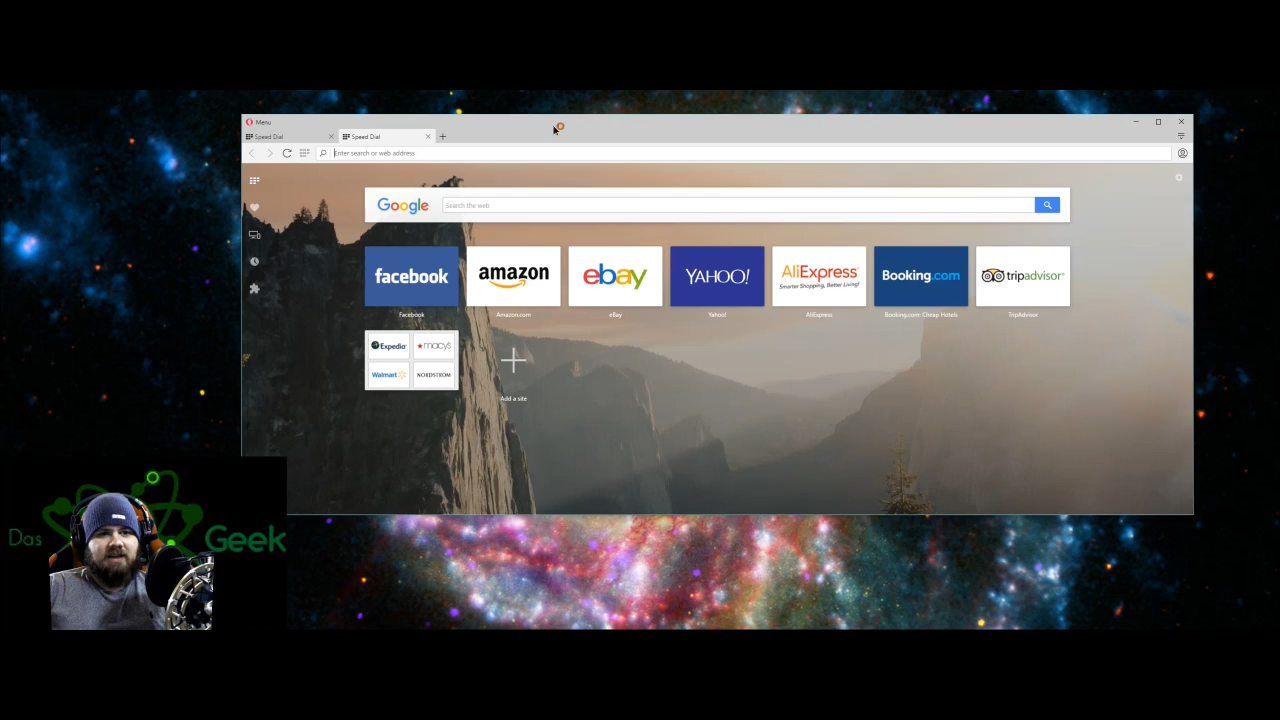 Menu
Speed Dial
Speed Dial
Enter search or web address
Google
Search the web
facebook
amazon
ebay
YAHOO!
AliExpress
Smarter Shopping, Better Living!
Booking.com
tripadvisor
Facebook
Amazon.com
eBay
Yahoo!
AliExpress
Booking.com: Cheap Hotels
TripAdvisor
Expedia
macy's
Walmart
NORDSTROM
Add a site
Das Geek